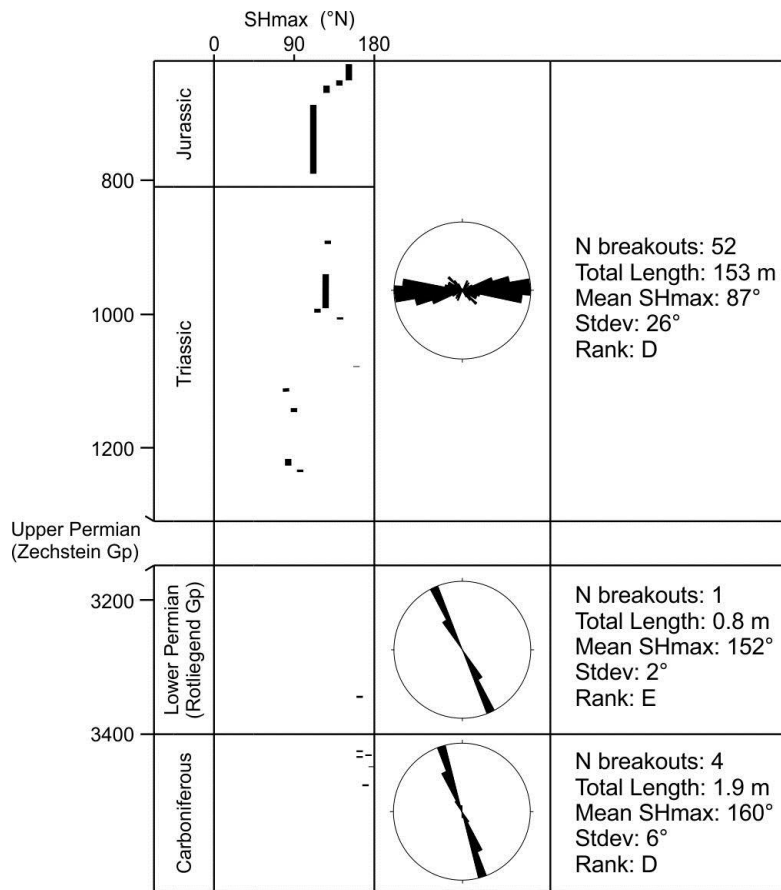 SHmax (°N)
0 90 180
Jurassic
800
Triassic
1000
1200
N breakouts: 52
Total Length: 153 m
Mean SHmax: 87°
Stdev: 26°
Rank: D
Upper Permian
(Zechstein Gp)
3200
Lower Permian
(Rotliegend Gp)
N breakouts: 1
Total Length: 0.8 m
Mean SHmax: 152°
Stdev: 2°
Rank: E
3400
Carboniferous
N breakouts: 4
Total Length: 1.9 m
Mean SHmax: 160°
Stdev: 6°
Rank: D